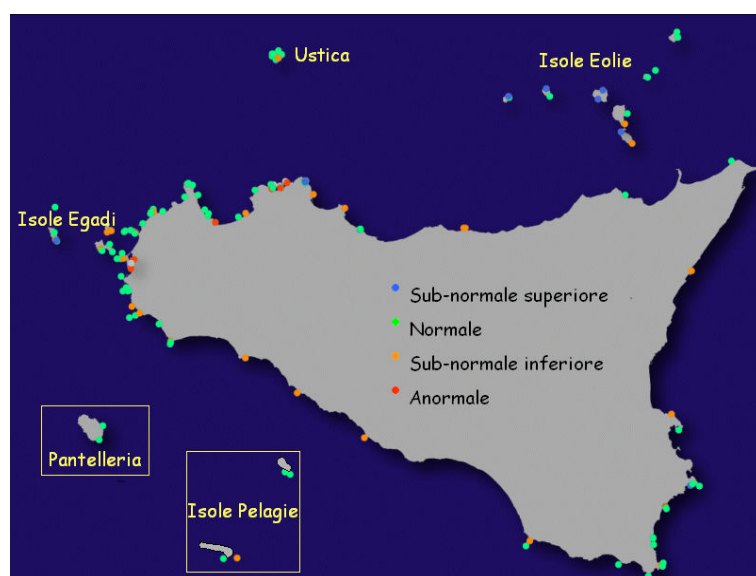 Ustica
Isole Eolie
Isole Egadi
Sub-normale superiore
Normale
Sub-normale inferiore
Anormale
Pantelleria
Isole Pelagie